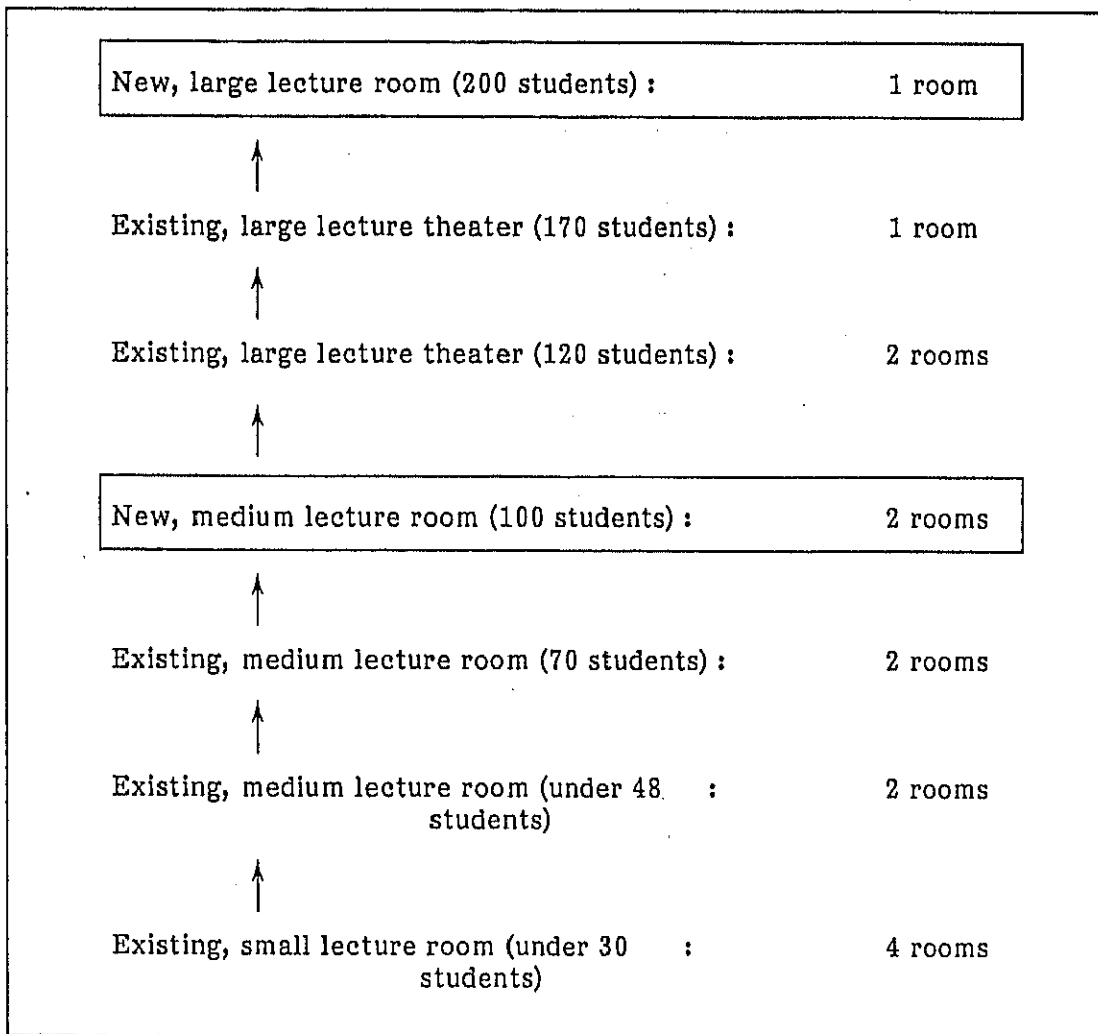 New, large lecture room (200 students) : 1 room
Existing, large lecture theater (170 students) : 1 room
Existing, large lecture theater (120 students) : 2 rooms
New, medium lecture room (100 students) : 2 rooms
Existing, medium lecture room (70 students) : 2 rooms
Existing, medium lecture room (under 48 : 2 rooms
students)
Existing, small lecture room (under 30 : 4 rooms
students)